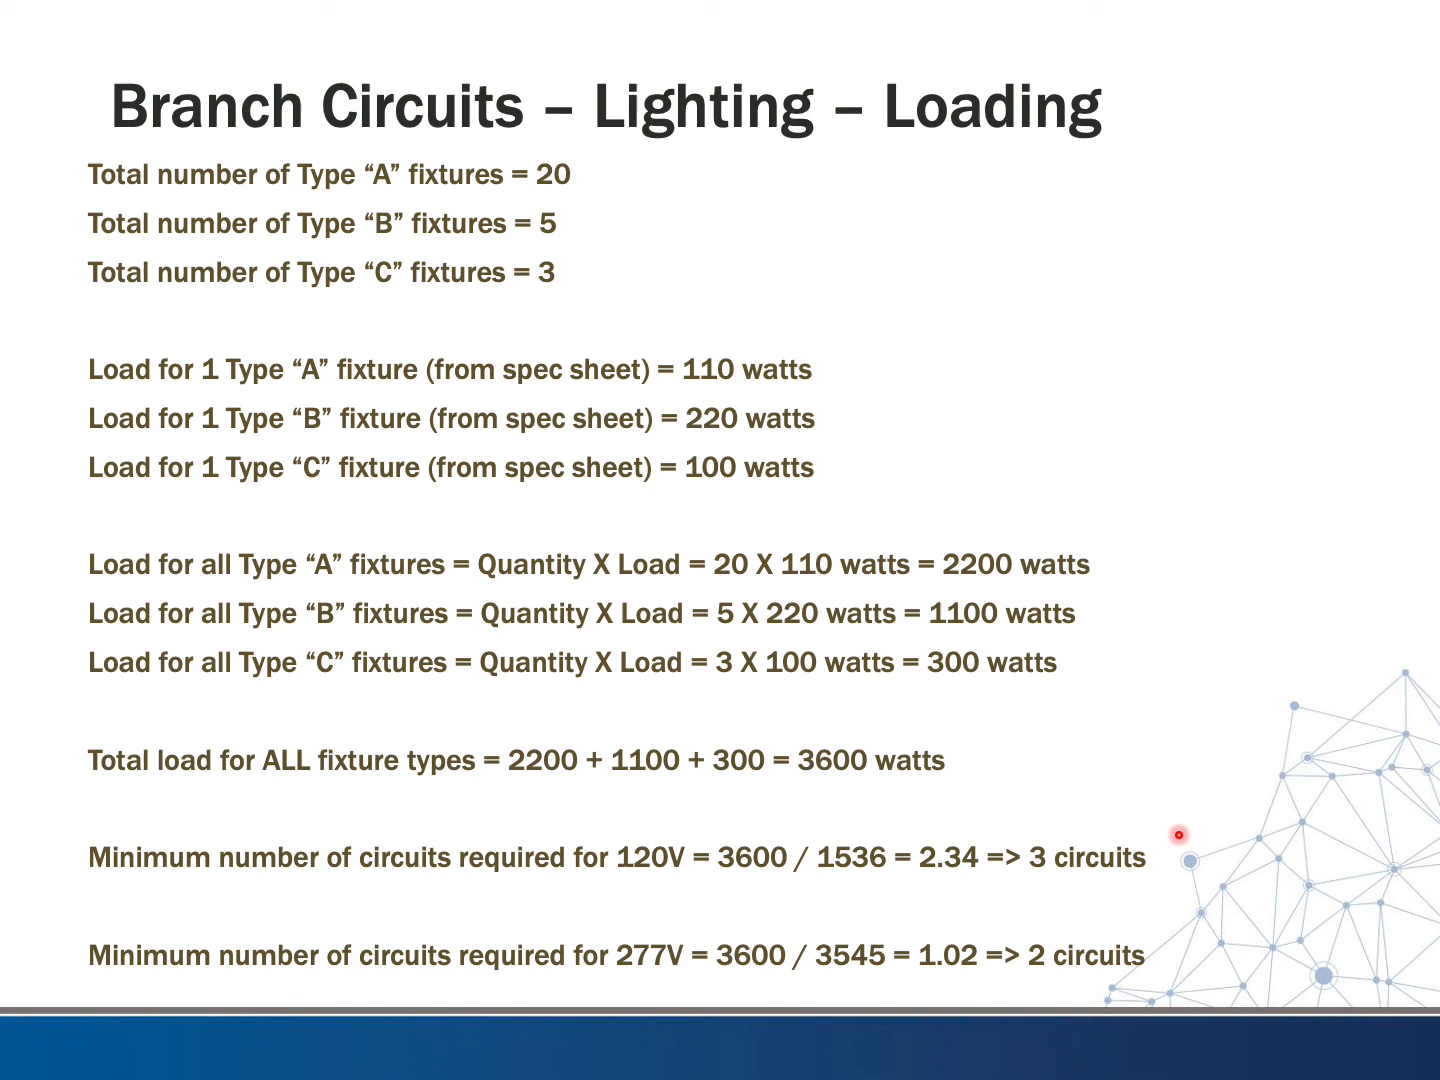 Branch Circuits – Lighting – Loading
Total number of Type “A” fixtures = 20
Total number of Type “B” fixtures = 5
Total number of Type “C” fixtures = 3
Load for 1 Type “A” fixture (from spec sheet) = 110 watts
Load for 1 Type “B” fixture (from spec sheet) = 220 watts
Load for 1 Type “C” fixture (from spec sheet) = 100 watts
Load for all Type “A” fixtures = Quantity X Load = 20 X 110 watts = 2200 watts
Load for all Type “B” fixtures = Quantity X Load = 5 X 220 watts = 1100 watts
Load for all Type “C” fixtures = Quantity X Load = 3 X 100 watts = 300 watts
Total load for ALL fixture types = 2200 + 1100 + 300 = 3600 watts
Minimum number of circuits required for 120V = 3600 / 1536 = 2.34 => 3 circuits
Minimum number of circuits required for 277V = 3600 / 3545 = 1.02 => 2 circuits